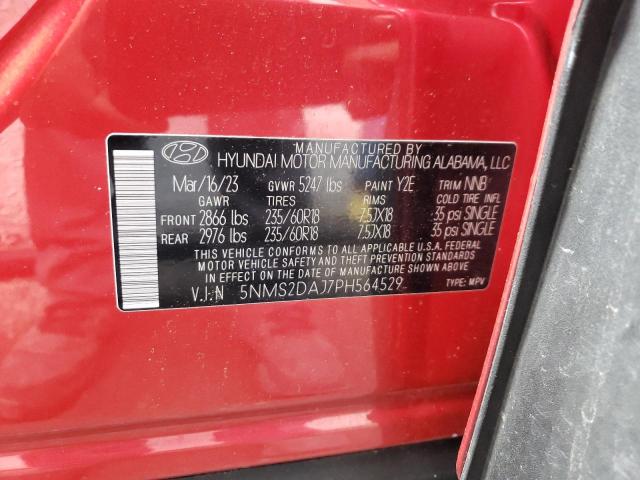 MANUFACTURED BY
HYUNDAI MOTOR MANUFACTURING ALABAMA, LLC
Mar/16/23 GVWR 5247 lbs PAINT Y2E TRIM NNB
GAWR TIRES RIMS COLD TIRE INFL
FRONT 2866 lbs 235/60R18 7.5JX18 35 psi SINGLE
REAR 2976 lbs 235/60R18 7.5JX18 35 psi SINGLE
THIS VEHICLE CONFORMS TO ALL APPLICABLE U.S.A. FEDERAL
MOTOR VEHICLE SAFETY AND THEFT PREVENTION STANDARDS IN
EFFECT ON THE DATE OF MANUFACTURE SHOWN ABOVE.
V.I.N 5NMS2DAJ7PH564529 TYPE: MPV